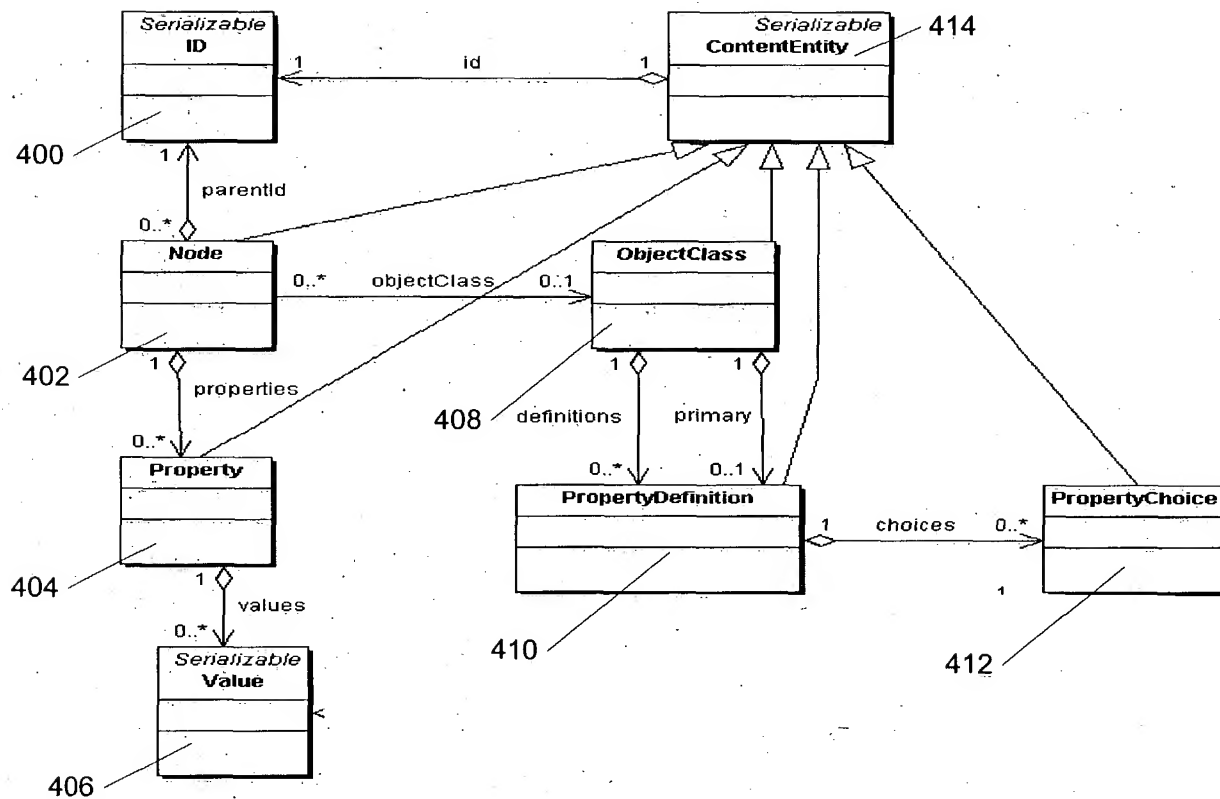 Serializable
ID
Serializable
ContentEntity
414
1
id
1
400
1
parentId
0..*
Node
0..*
objectClass
0..1
ObjectClass
402
1
properties
0..*
408
1
1
definitions
primary
0..*
0..1
Property
PropertyDefinition
PropertyChoice
1
choices
0..*
404
1
values
0..*
1
410
412
Serializable
Value
406